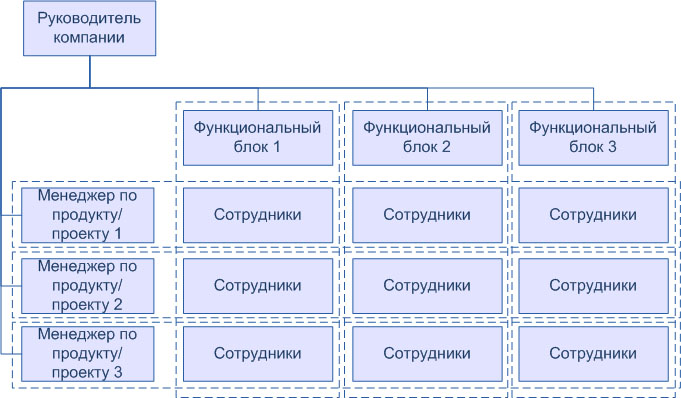 Руководитель
компании
Функциональный
блок 1
Функциональный
блок 2
Функциональный
блок 3
Менеджер по
продукту/
проекту 1
Сотрудники
Сотрудники
Сотрудники
Менеджер по
продукту/
проекту 2
Сотрудники
Сотрудники
Сотрудники
Менеджер по
продукту/
проекту 3
Сотрудники
Сотрудники
Сотрудники